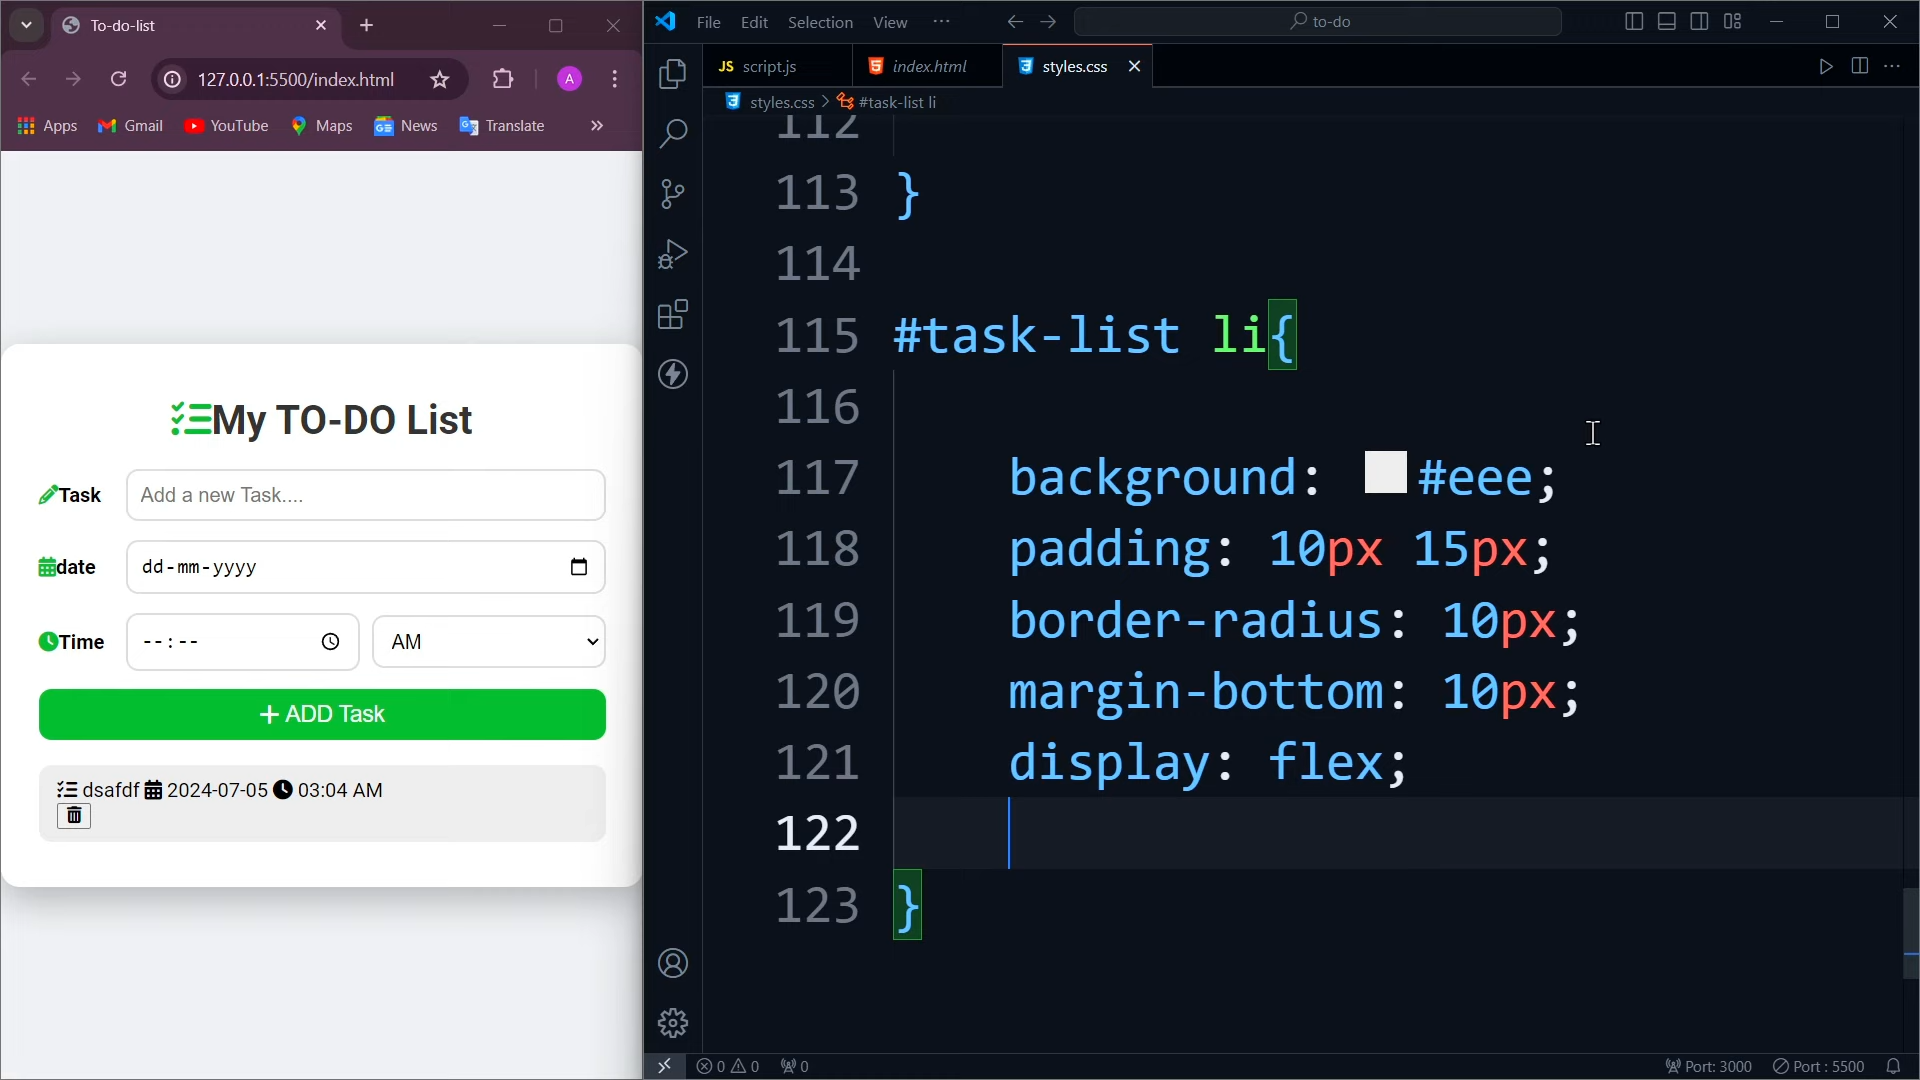 To-do-list
127.0.0.1:5500/index.html
A
Apps Gmail YouTube Maps News Translate »
My TO-DO List
Task Add a new Task....
date dd-mm-yyyy
Time --:-- AM
+ ADD Task
dsafdf 2024-07-05 03:04 AM
File Edit Selection View ···
to-do
JS script.js index.html styles.css
styles.css > #task-list li
112
113 }
114
115 #task-list li{
116
117 background: #eee;
118 padding: 10px 15px;
119 border-radius: 10px;
120 margin-bottom: 10px;
121 display: flex;
122
123 }
0 0 0 Port: 3000 Port : 5500